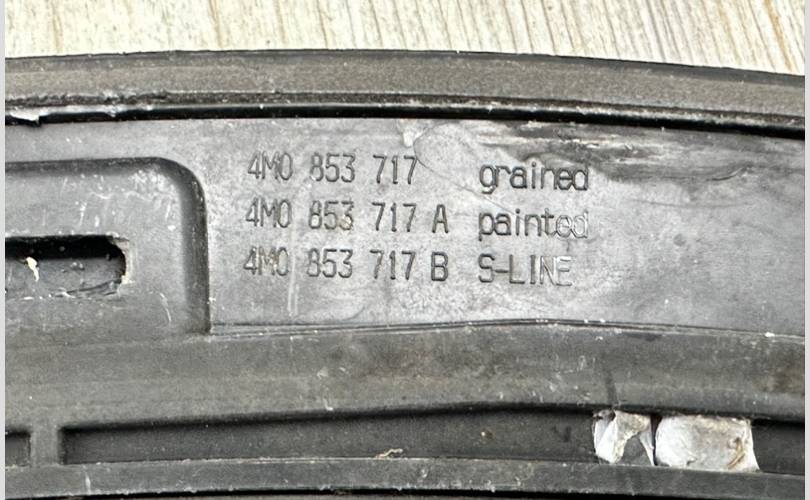 4M0 853 717 grained
4M0 853 717 A painted
4M0 853 717 B S-LINE